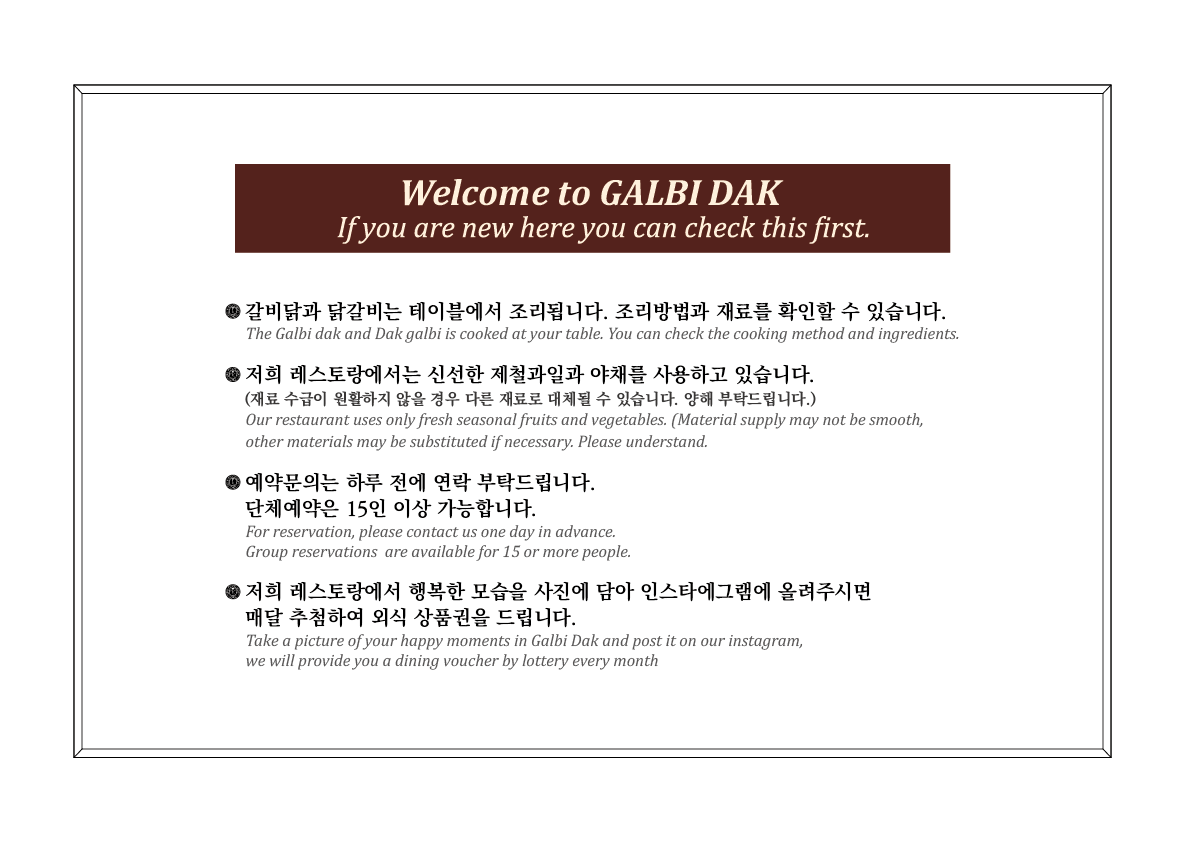 Welcome to GALBI DAK
If you are new here you can check this first.
갈비닭과 닭갈비는 테이블에서 조리됩니다. 조리방법과 재료를 확인할 수 있습니다.
The Galbi dak and Dak galbi is cooked at your table. You can check the cooking method and ingredients.
저희 레스토랑에서는 신선한 제철과일과 야채를 사용하고 있습니다.
(재료 수급이 원활하지 않을 경우 다른 재료로 대체될 수 있습니다. 양해 부탁드립니다.)
Our restaurant uses only fresh seasonal fruits and vegetables. (Material supply may not be smooth,
other materials may be substituted if necessary. Please understand.
예약문의는 하루 전에 연락 부탁드립니다.
단체예약은 15인 이상 가능합니다.
For reservation, please contact us one day in advance.
Group reservations  are available for 15 or more people.
저희 레스토랑에서 행복한 모습을 사진에 담아 인스타에그램에 올려주시면
매달 추첨하여 외식 상품권을 드립니다.
Take a picture of your happy moments in Galbi Dak and post it on our instagram,
we will provide you a dining voucher by lottery every month